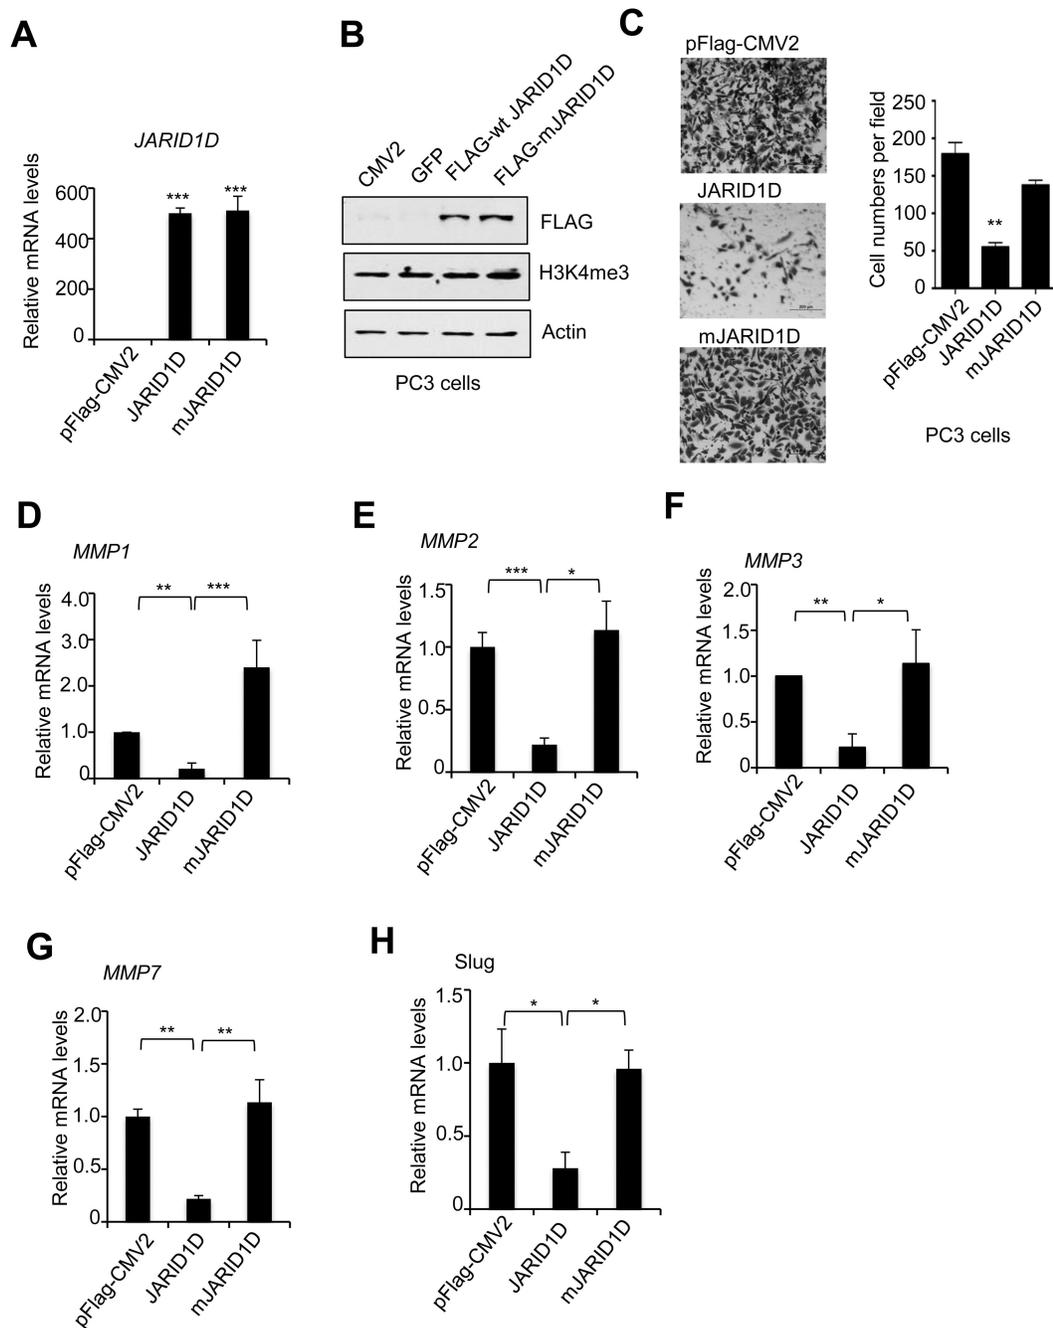 A
JARID1D
Relative mRNA levels
600
400
200
0
***
***
pFlag-CMV2
JARID1D
mJARID1D
B
CMV2
GFP
FLAG-wt JARID1D
FLAG-mJARID1D
FLAG
H3K4me3
Actin
PC3 cells
C
pFlag-CMV2
JARID1D
mJARID1D
Cell numbers per field
250
200
150
100
50
0
**
pFlag-CMV2
JARID1D
mJARID1D
PC3 cells
D
MMP1
Relative mRNA levels
4.0
3.0
2.0
1.0
0
**
***
pFlag-CMV2
JARID1D
mJARID1D
E
MMP2
Relative mRNA levels
1.5
1.0
0.5
0
***
*
pFlag-CMV2
JARID1D
mJARID1D
F
MMP3
Relative mRNA levels
2.0
1.5
1.0
0.5
0
**
*
pFlag-CMV2
JARID1D
mJARID1D
G
MMP7
Relative mRNA levels
2.0
1.5
1.0
0.5
0
**
**
pFlag-CMV2
JARID1D
mJARID1D
H
Slug
Relative mRNA levels
1.5
1.0
0.5
0
*
*
pFlag-CMV2
JARID1D
mJARID1D